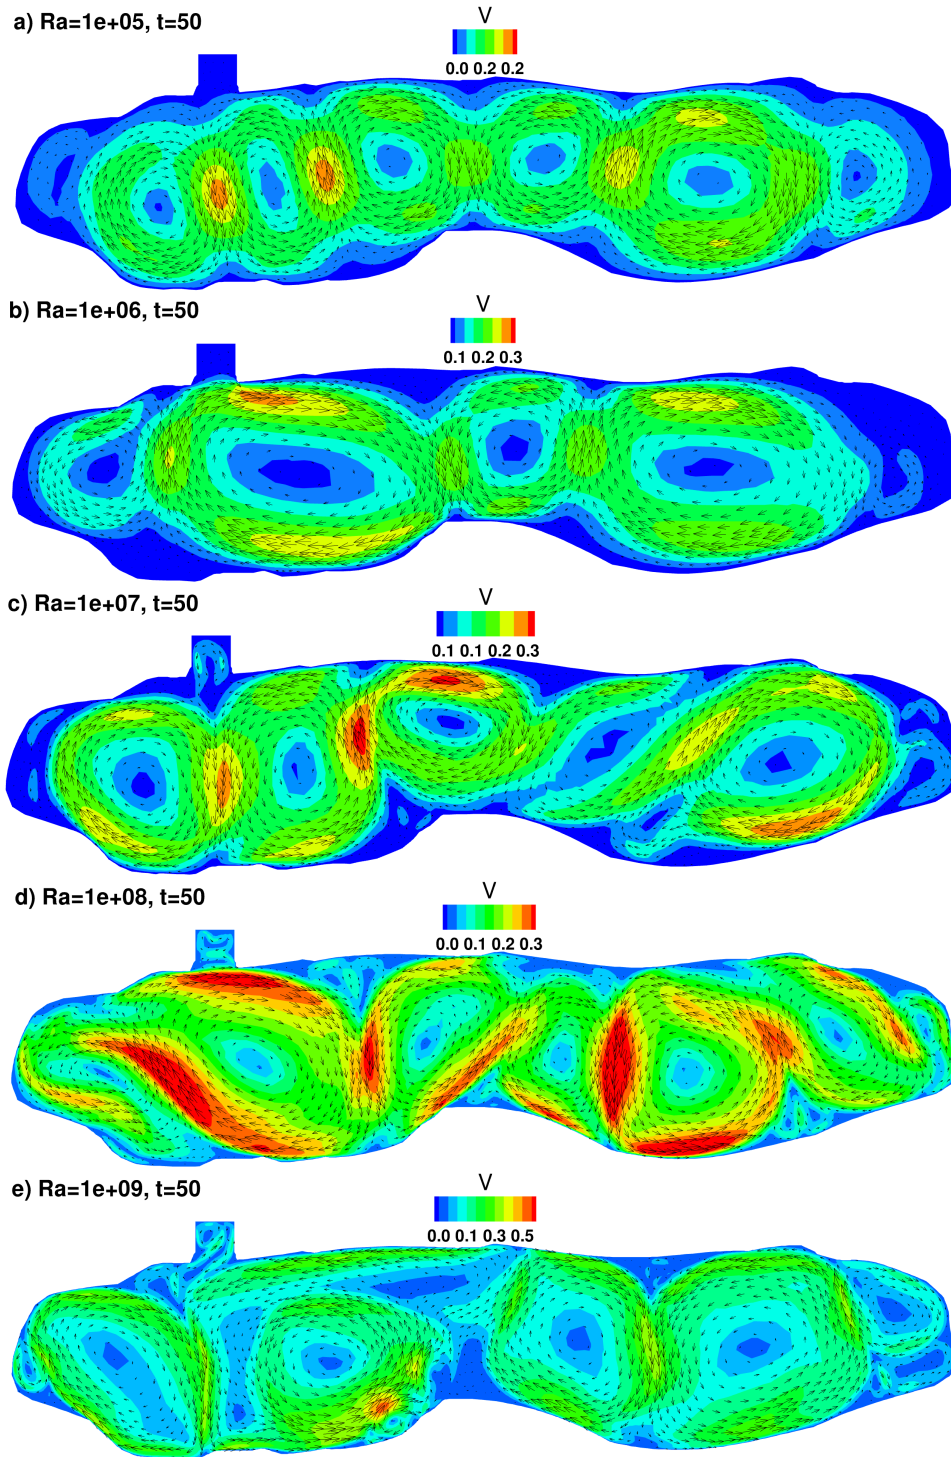 a) Ra=1e+05, t=50
V
0.0 0.2 0.2
b) Ra=1e+06, t=50
V
0.1 0.2 0.3
c) Ra=1e+07, t=50
V
0.1 0.1 0.2 0.3
d) Ra=1e+08, t=50
V
0.0 0.1 0.2 0.3
e) Ra=1e+09, t=50
V
0.0 0.1 0.3 0.5